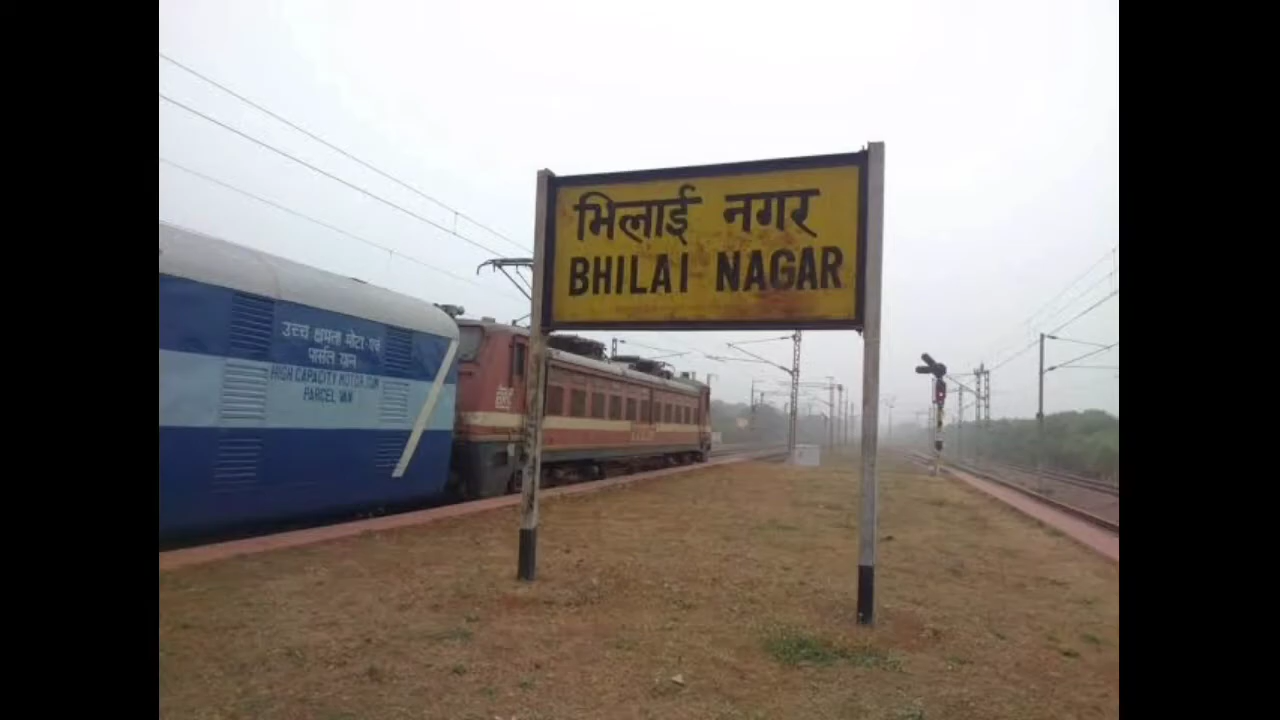 भिलाई नगर
BHILAI NAGAR
उच्च क्षमता मोटर एवं
पार्सल यान
HIGH CAPACITY MOTOR CUM
PARCEL VAN